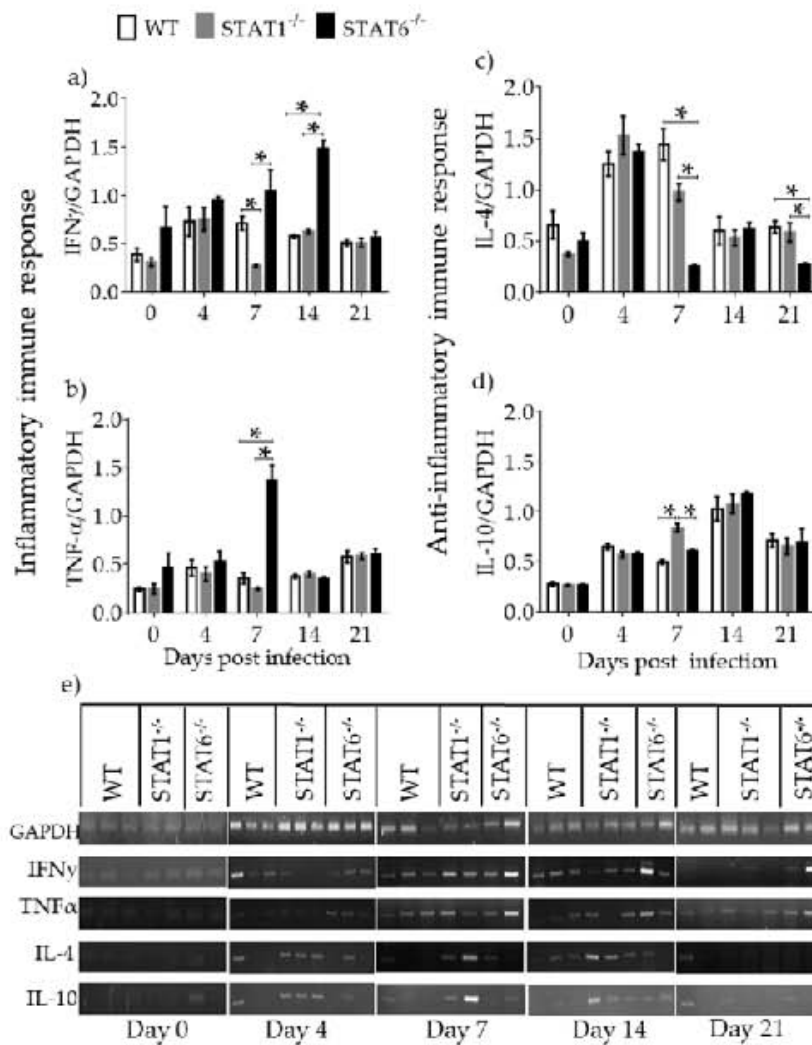 WT STAT1-/- STAT6-/-
a)
IFNγ/GAPDH
2.0
1.5
1.0
0.5
0.0
0 4 7 14 21
* * * *
c)
IL-4/GAPDH
2.0
1.5
1.0
0.5
0.0
0 4 7 14 21
* * * *
Inflammatory immune response
Anti-inflammatory immune response
b)
TNF-α/GAPDH
2.0
1.5
1.0
0.5
0.0
0 4 7 14 21
* *
Days post infection
d)
IL-10/GAPDH
2.0
1.5
1.0
0.5
0.0
0 4 7 14 21
* *
Days post infection
e)
WT STAT1-/- STAT6-/- WT STAT1-/- STAT6-/- WT STAT1-/- STAT6-/- WT STAT1-/- STAT6-/- WT STAT1-/- STAT6-/-
GAPDH
IFNγ
TNFα
IL-4
IL-10
Day 0 Day 4 Day 7 Day 14 Day 21